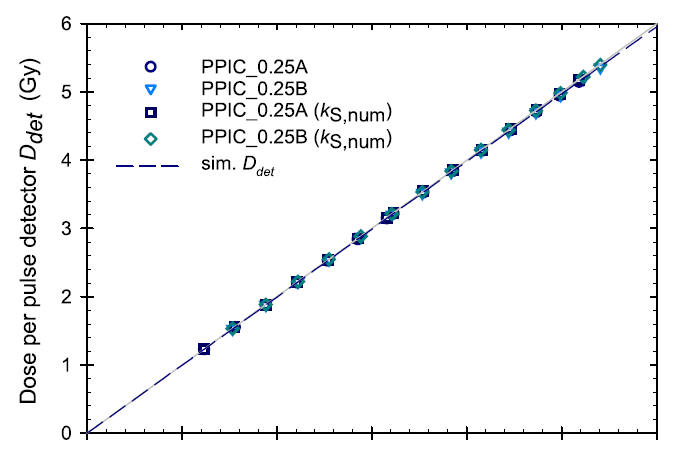 Dose per pulse detector D_det (Gy)
6
5
4
3
2
1
0
PPIC_0.25A
PPIC_0.25B
PPIC_0.25A (k_S,num)
PPIC_0.25B (k_S,num)
sim. D_det